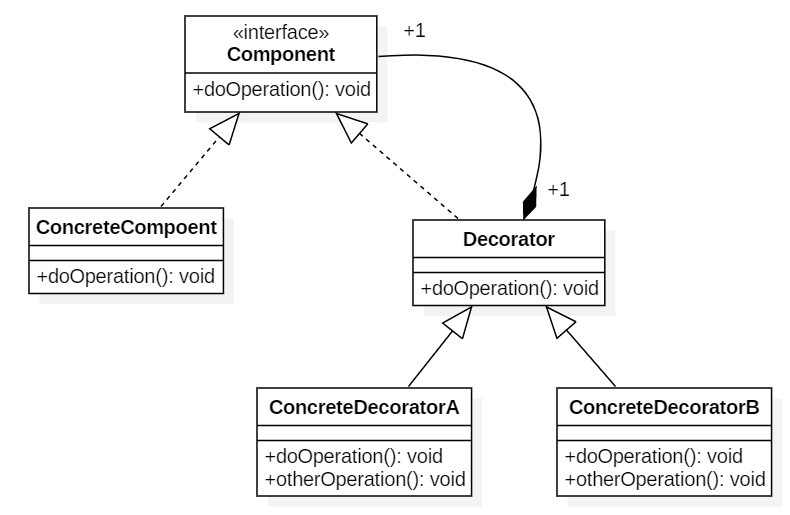 «interface»
Component
+doOperation(): void
+1
+1
ConcreteCompoent
+doOperation(): void
Decorator
+doOperation(): void
ConcreteDecoratorA
+doOperation(): void
+otherOperation(): void
ConcreteDecoratorB
+doOperation(): void
+otherOperation(): void